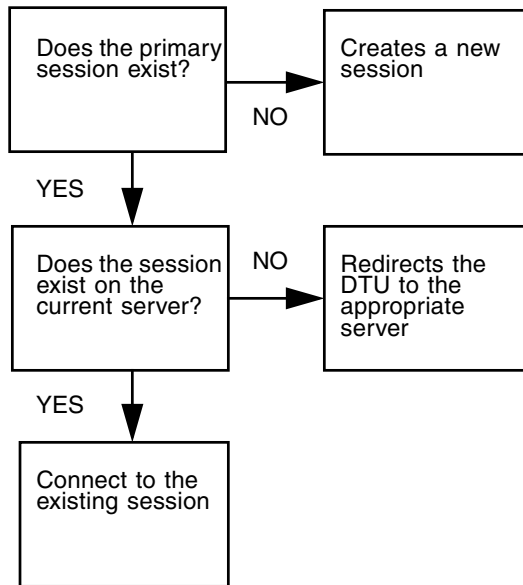 Does the primary
session exist?
Creates a new
session
NO
YES
Does the session
exist on the
current server?
NO
Redirects the
DTU to the
appropriate
server
YES
Connect to the
existing session